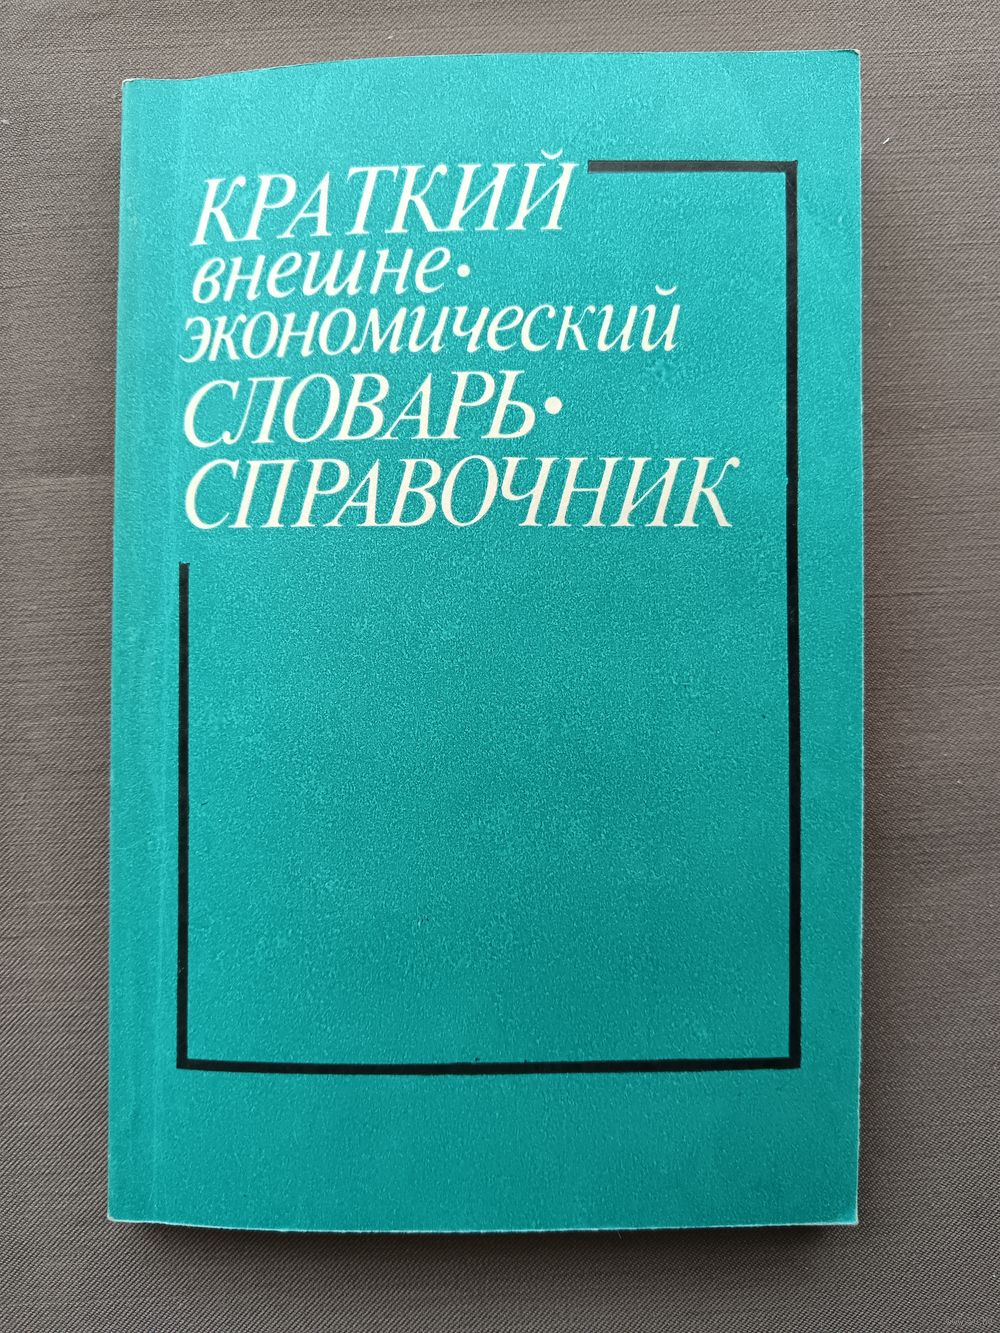 КРАТКИЙ
внешне•
экономический
СЛОВАРЬ•
СПРАВОЧНИК